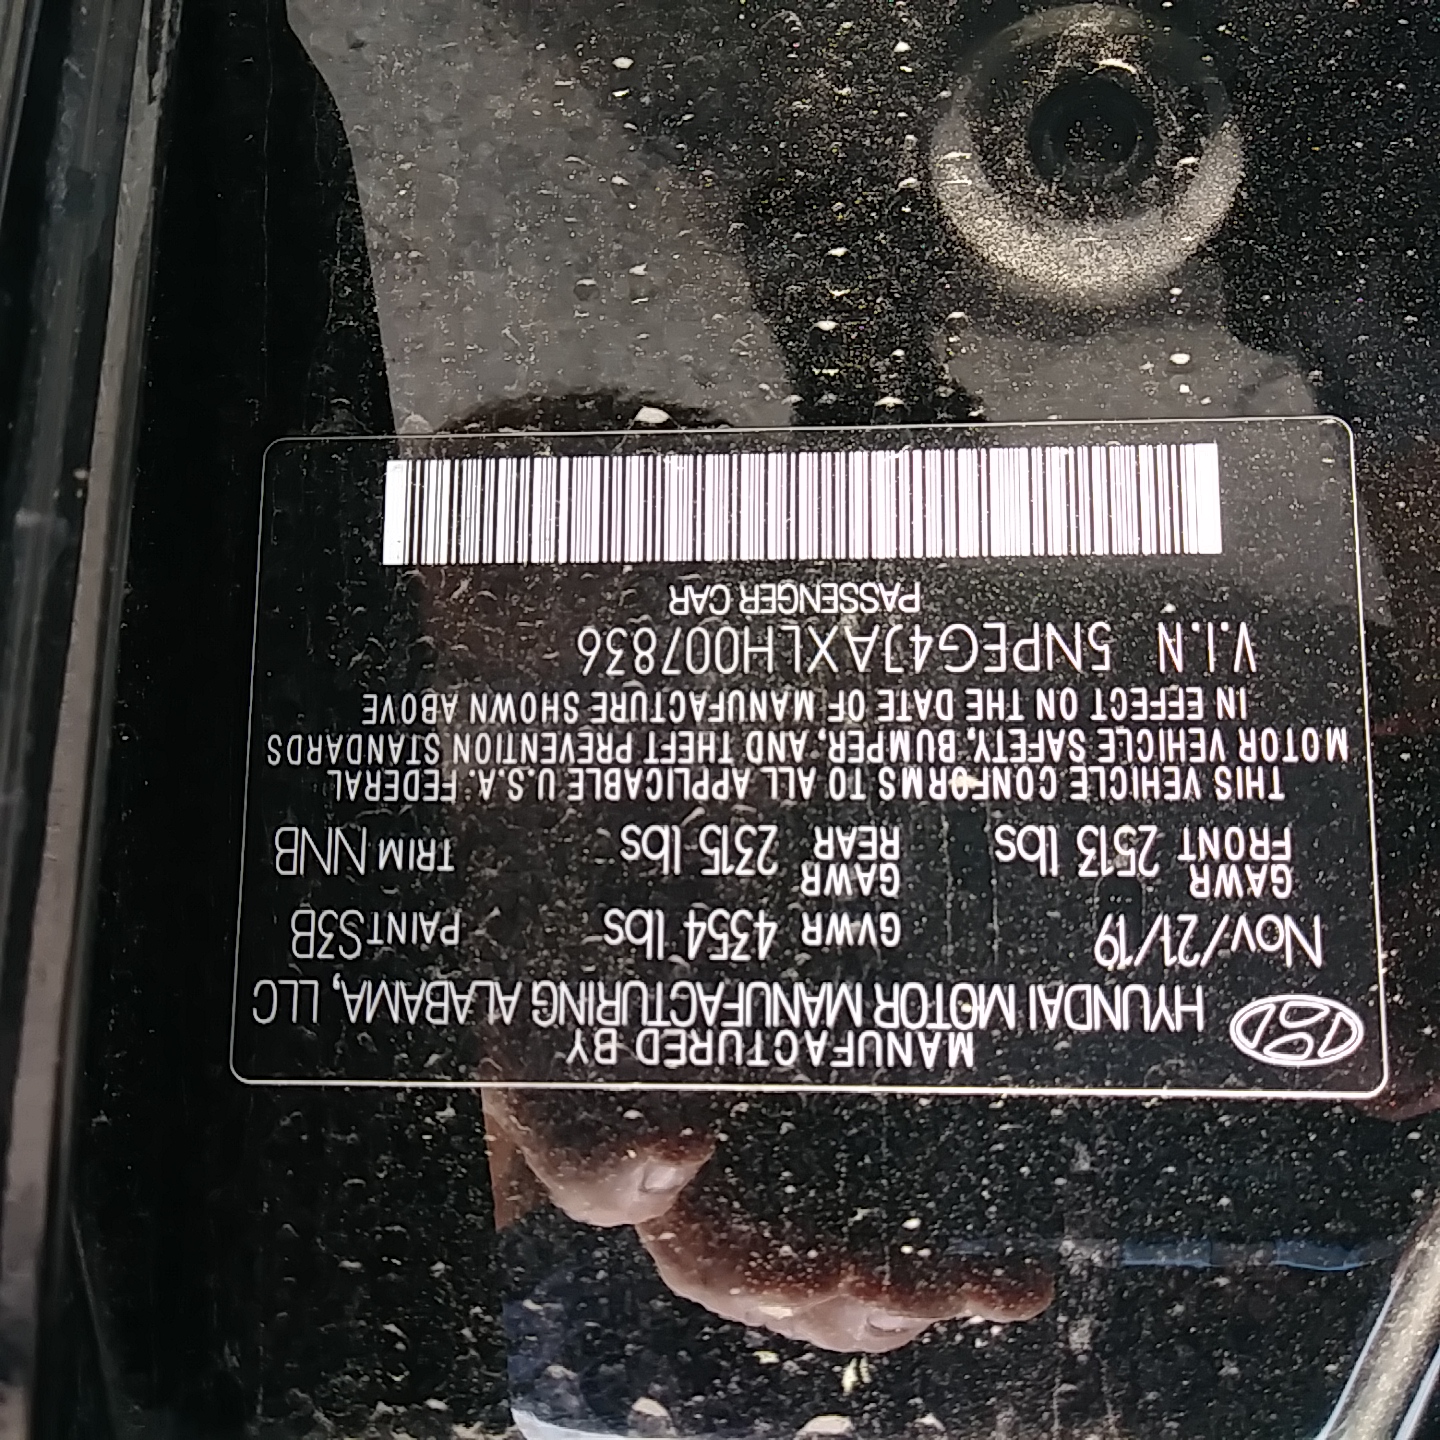 MANUFACTURED BY
HYUNDAI MOTOR MANUFACTURING ALABAMA, LLC
Nov/21/19 GVWR 4354 lbs PAINT S3B
GAWR FRONT 2513 lbs GAWR REAR 2315 lbs TRIM NNB
THIS VEHICLE CONFORMS TO ALL APPLICABLE U.S.A. FEDERAL
MOTOR VEHICLE SAFETY, BUMPER, AND THEFT PREVENTION STANDARDS
IN EFFECT ON THE DATE OF MANUFACTURE SHOWN ABOVE
V.I.N 5NPEG4JAXLH007836
PASSENGER CAR